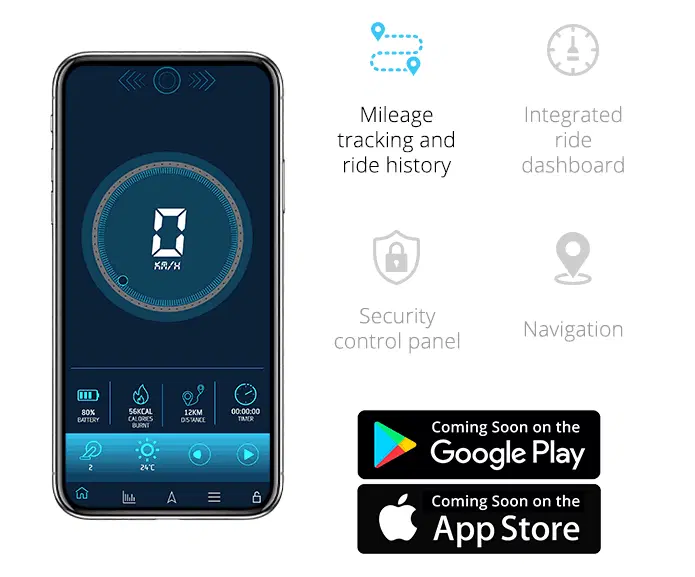 0
KM/H
80%
BATTERY
56KCAL
CALORIES
BURNT
12KM
DISTANCE
00:00:00
TIMER
2
24°C
Mileage
tracking and
ride history
Integrated
ride
dashboard
Security
control panel
Navigation
Coming Soon on the
Google Play
Coming Soon on the
App Store